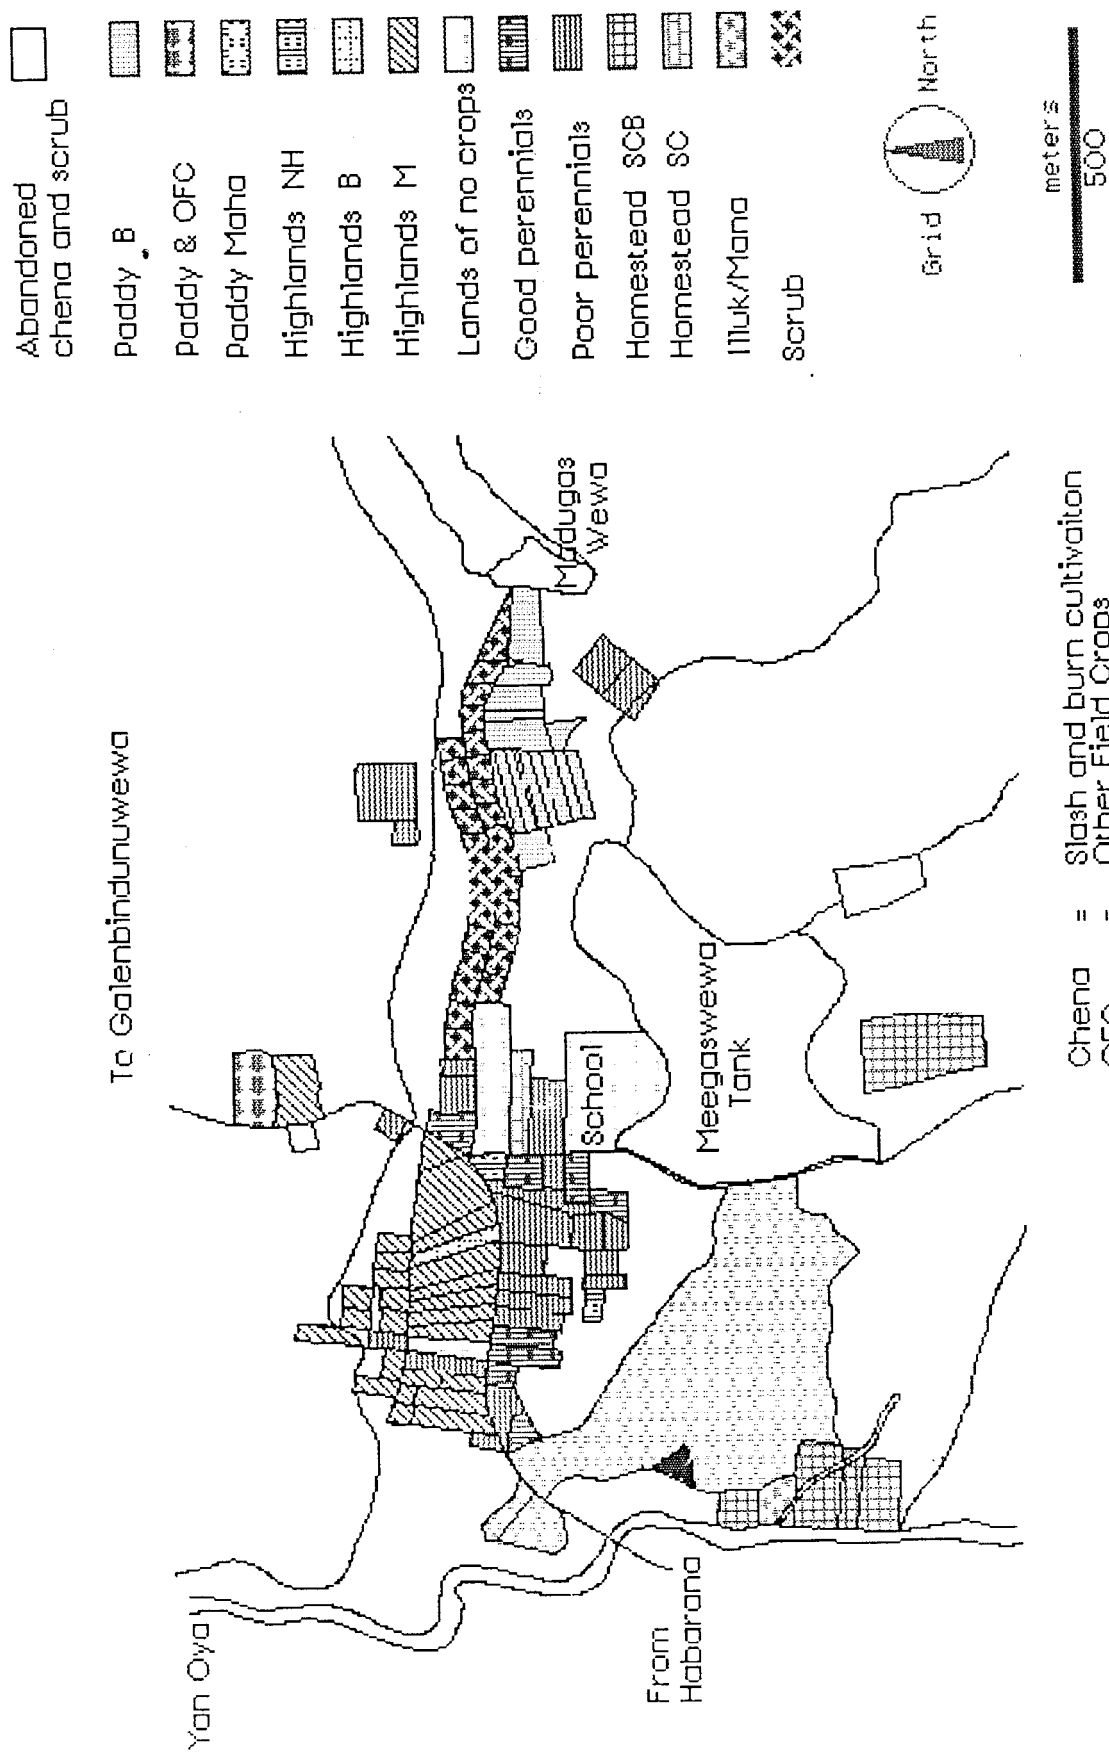 To Galenbindunuwewa
Yan Oya
School
Meegaswewa
Tank
Madugas
Wewa
From
Habarana
Abandoned
chena and scrub
Paddy B
Paddy & OFC
Paddy Maha
Highlands NH
Highlands B
Highlands M
Lands of no crops
Good perennials
Poor perennials
Homestead SCB
Homestead SC
Illuk/Mana
Scrub
Grid North
meters
500
Chena = Slash and burn cultivaiton
OFC = Other Field Crops